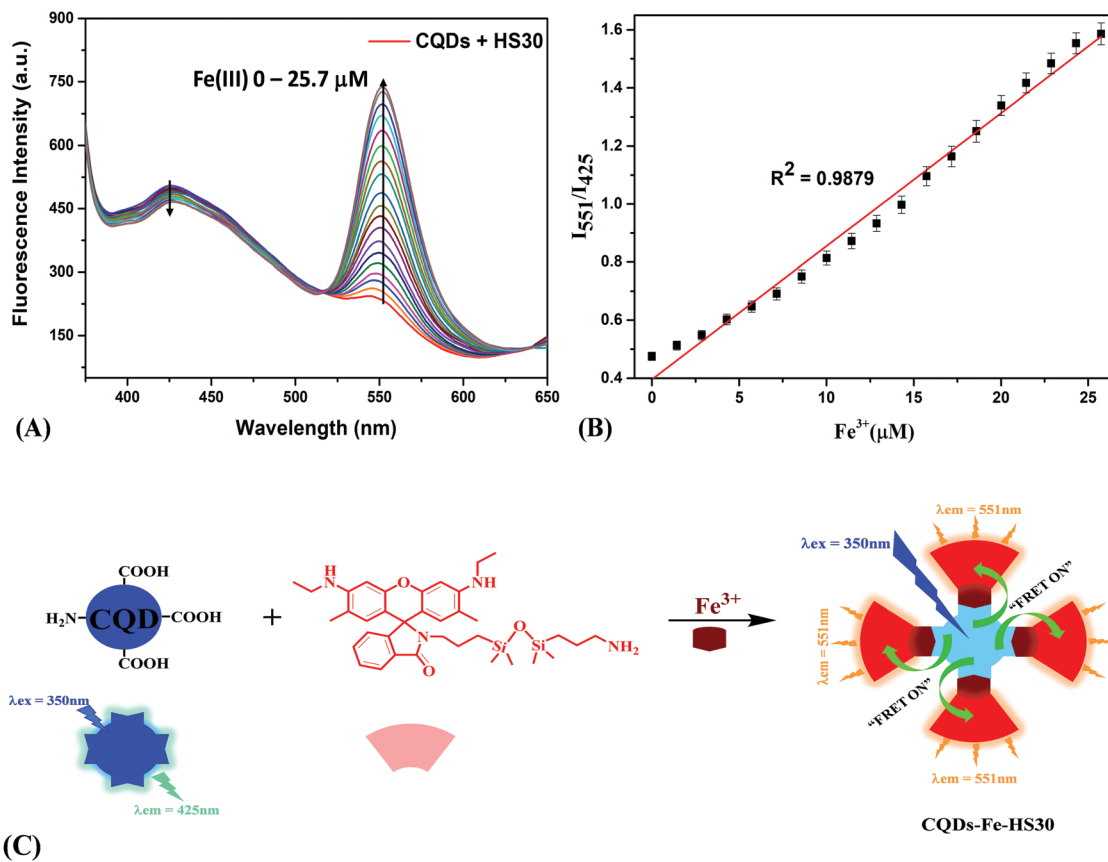 900
750
600
450
300
150
Fluorescence Intensity (a.u.)
CQDs + HS30
Fe(III) 0 – 25.7 μM
400
450
500
550
600
650
Wavelength (nm)
(A)
1.6
1.4
1.2
1.0
0.8
0.6
0.4
I551/I425
R² = 0.9879
0
5
10
15
20
25
Fe³⁺(μM)
(B)
COOH
H₂N
CQD
COOH
COOH
+
H
N
O
N
H
N
O
Si
O
Si
NH₂
Fe³⁺
λex = 350nm
λem = 425nm
λex = 350nm
λem = 551nm
"FRET ON"
λem = 551nm
λem = 551nm
"FRET ON"
λem = 551nm
CQDs-Fe-HS30
(C)